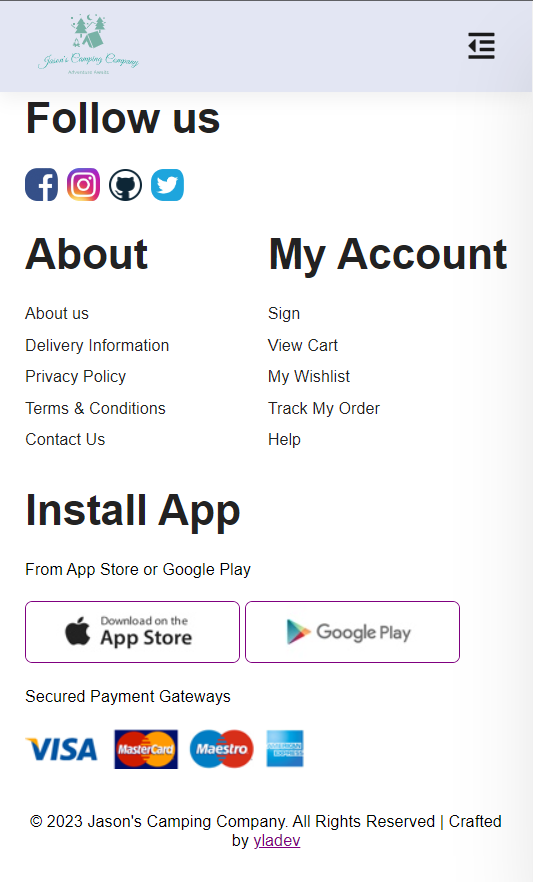 Jason's Camping Company
Adventure Awaits
Follow us
About
About us
Delivery Information
Privacy Policy
Terms & Conditions
Contact Us
My Account
Sign
View Cart
My Wishlist
Track My Order
Help
Install App
From App Store or Google Play
Download on the
App Store
Google Play
Secured Payment Gateways
VISA
MasterCard
Maestro
AMERICAN
EXPRESS
© 2023 Jason's Camping Company. All Rights Reserved | Crafted
by yladev